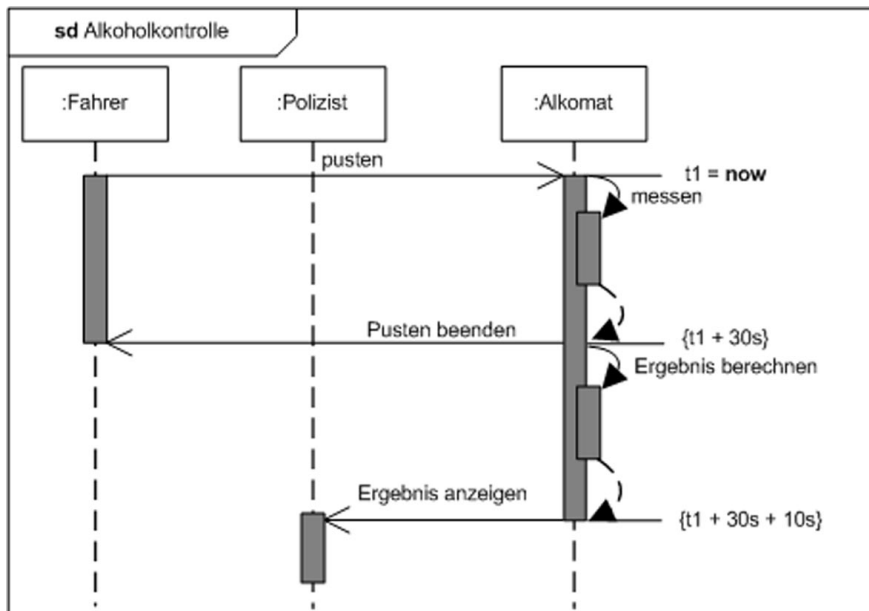 sd Alkoholkontrolle
:Fahrer
:Polizist
:Alkomat
pusten
t1 = now
messen
Pusten beenden
{t1 + 30s}
Ergebnis berechnen
Ergebnis anzeigen
{t1 + 30s + 10s}